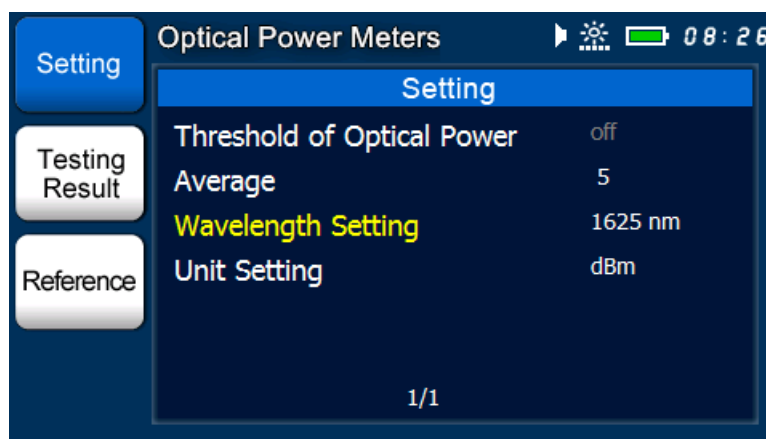 Setting
Optical Power Meters
08:26
Setting
Threshold of Optical Power off
Testing
Result
Average 5
Wavelength Setting 1625 nm
Reference
Unit Setting dBm
1/1